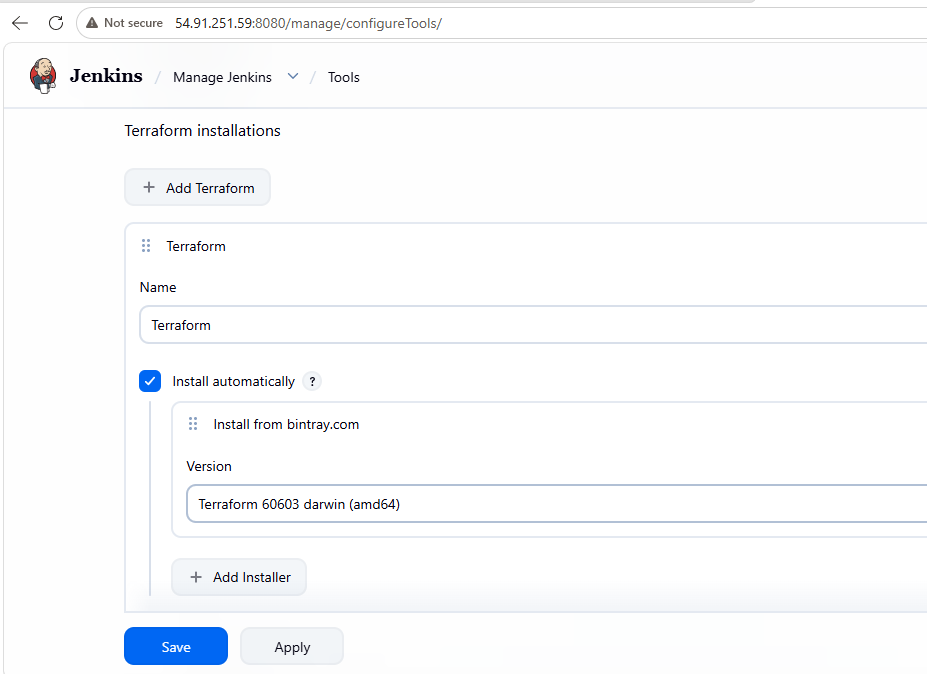 Not secure 54.91.251.59:8080/manage/configureTools/
Jenkins / Manage Jenkins / Tools
Terraform installations
+ Add Terraform
Terraform
Name
Terraform
Install automatically ?
Install from bintray.com
Version
Terraform 60603 darwin (amd64)
+ Add Installer
Save Apply